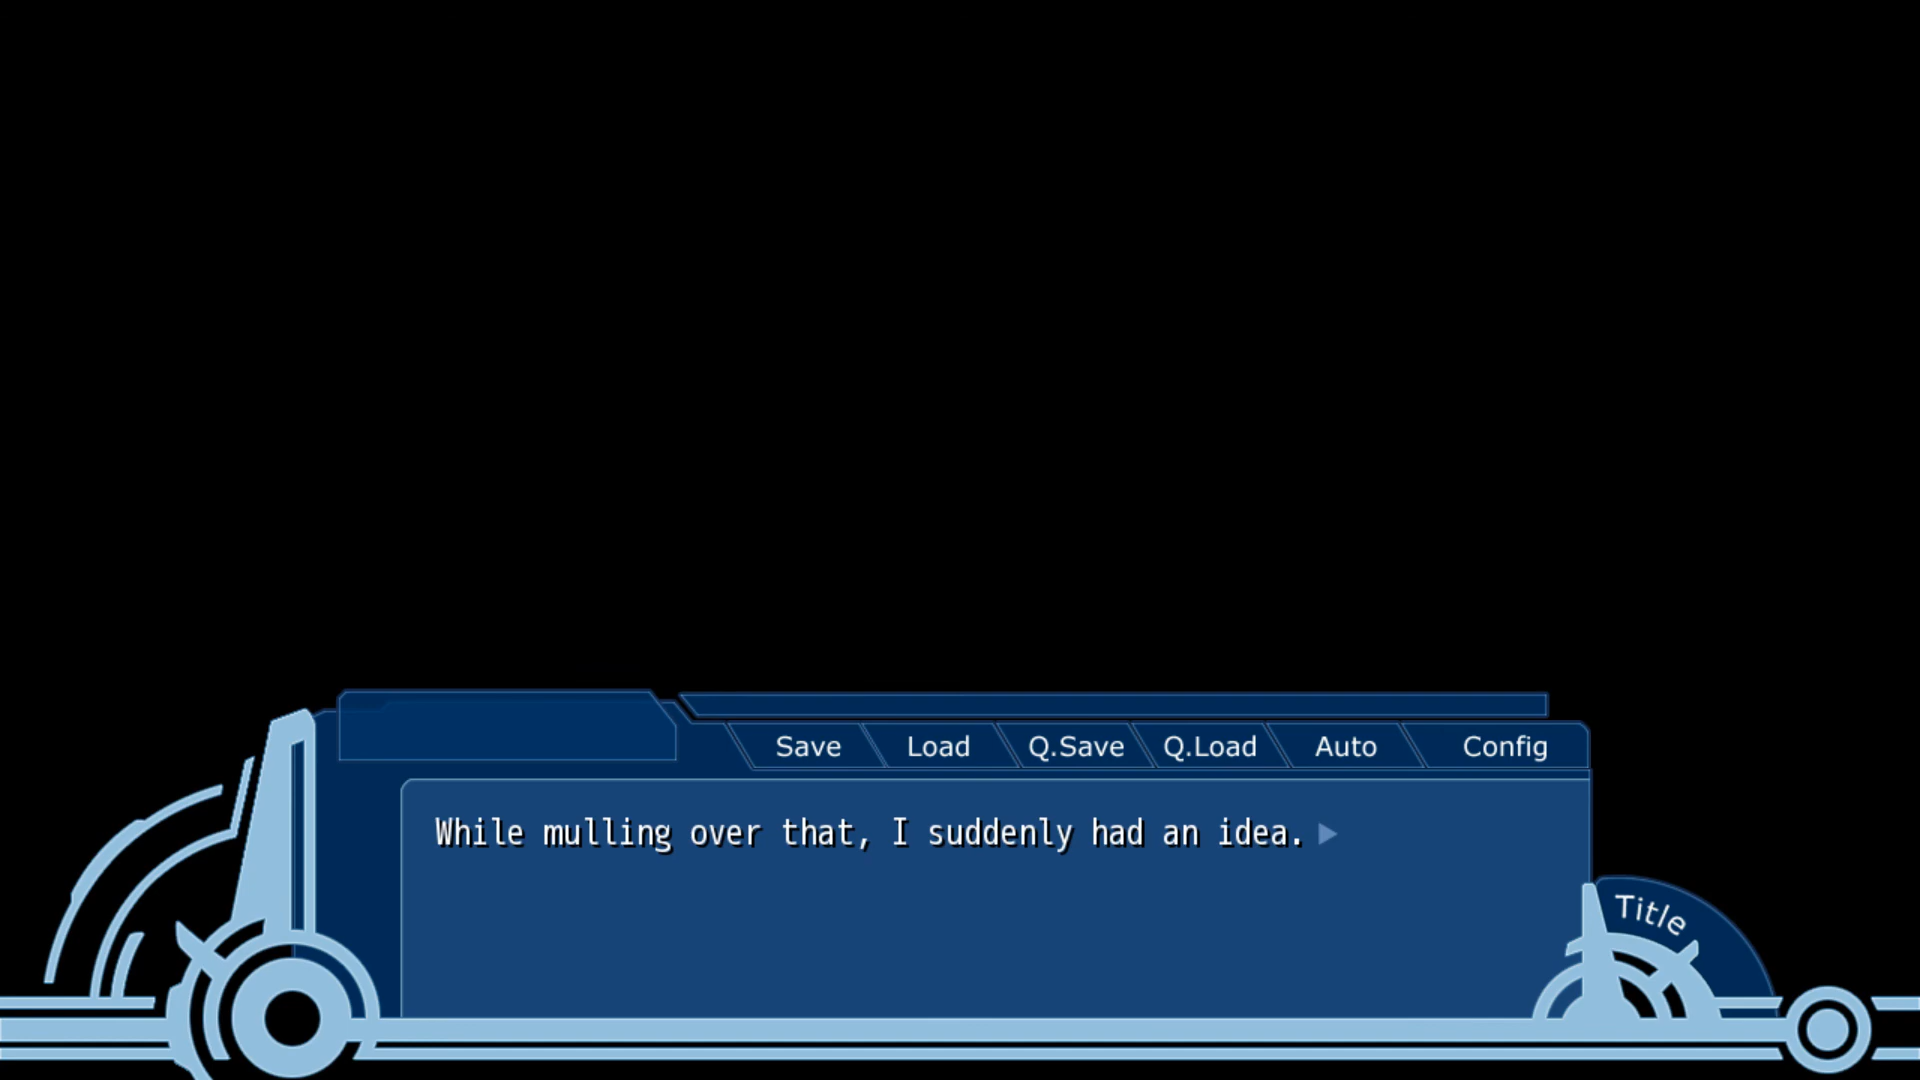 Save Load Q.Save Q.Load Auto Config
While mulling over that, I suddenly had an idea.
Title